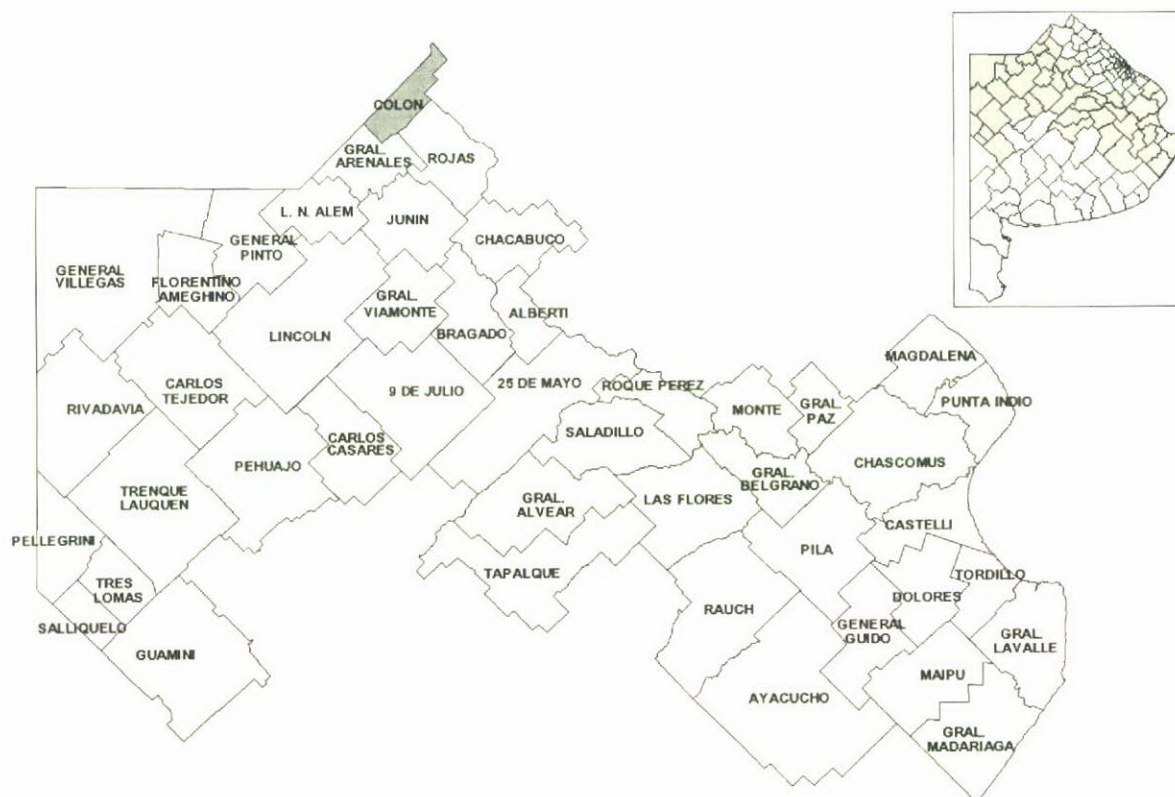 COLON
GRAL.
ARENALES
ROJAS
L. N. ALEM
JUNIN
CHACABUCO
GENERAL
PINTO
GENERAL
VILLEGAS
FLORENTINO
AMEGHINO
GRAL.
VIAMONTE
ALBERTI
LINCOLN
BRAGADO
MAGDALENA
CARLOS
TEJEDOR
9 DE JULIO
25 DE MAYO
ROQUE PEREZ
MONTE
GRAL.
PAZ
PUNTA INDIO
RIVADAVIA
SALADILLO
CARLOS
CASARES
PEHUAJO
CHASCOMUS
TRENQUE
LAUQUEN
GRAL.
ALVEAR
LAS FLORES
GRAL.
BELGRANO
CASTELLI
PELLEGRINI
PILA
TRES
LOMAS
TAPALQUE
TORDILLO
DOLORES
RAUCH
SALLIQUELO
GENERAL
GUIDO
GRAL.
LAVALLE
GUAMINI
MAIPU
AYACUCHO
GRAL.
MADARIAGA